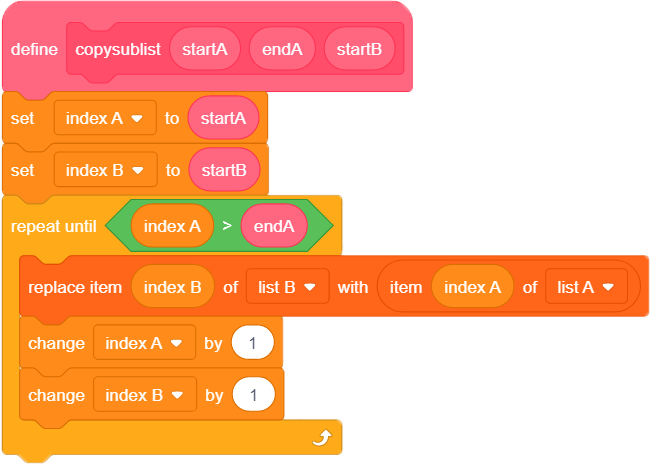 define copysublist startA endA startB
set index A to startA
set index B to startB
repeat until index A > endA
replace item index B of list B with item index A of list A
change index A by 1
change index B by 1